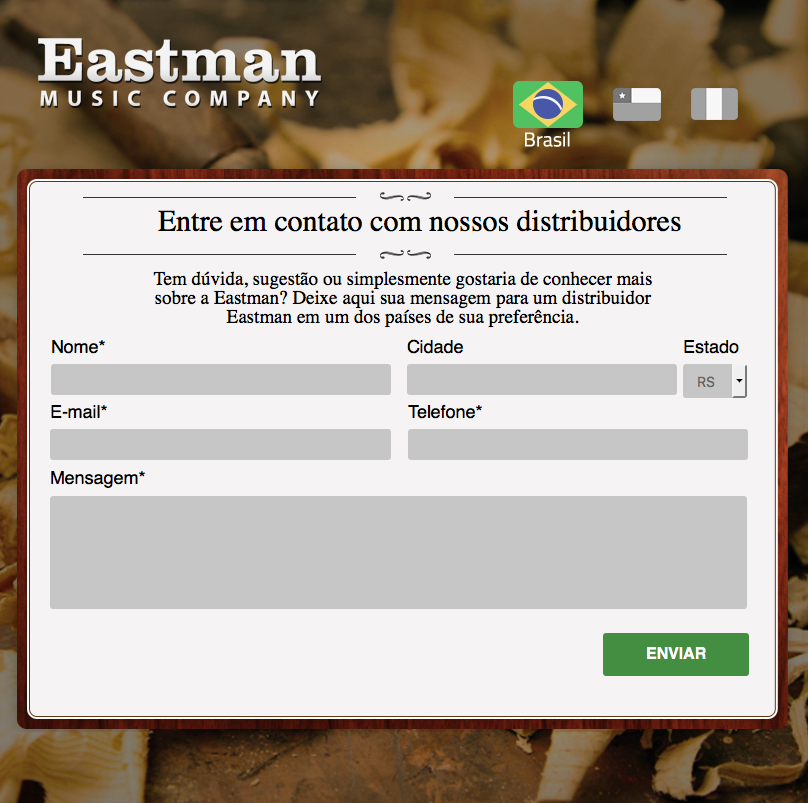 Eastman
MUSIC COMPANY
Brasil
Entre em contato com nossos distribuidores
Tem dúvida, sugestão ou simplesmente gostaria de conhecer mais
sobre a Eastman? Deixe aqui sua mensagem para um distribuidor
Eastman em um dos países de sua preferência.
Nome* Cidade Estado
RS
E-mail* Telefone*
Mensagem*
ENVIAR